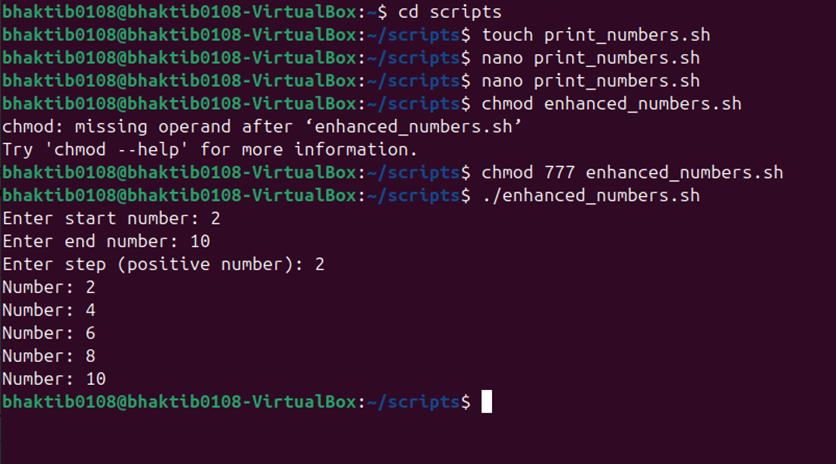 bhaktib0108@bhaktib0108-VirtualBox:~$ cd scripts
bhaktib0108@bhaktib0108-VirtualBox:~/scripts$ touch print_numbers.sh
bhaktib0108@bhaktib0108-VirtualBox:~/scripts$ nano print_numbers.sh
bhaktib0108@bhaktib0108-VirtualBox:~/scripts$ nano print_numbers.sh
bhaktib0108@bhaktib0108-VirtualBox:~/scripts$ chmod enhanced_numbers.sh
chmod: missing operand after ‘enhanced_numbers.sh’
Try 'chmod --help' for more information.
bhaktib0108@bhaktib0108-VirtualBox:~/scripts$ chmod 777 enhanced_numbers.sh
bhaktib0108@bhaktib0108-VirtualBox:~/scripts$ ./enhanced_numbers.sh
Enter start number: 2
Enter end number: 10
Enter step (positive number): 2
Number: 2
Number: 4
Number: 6
Number: 8
Number: 10
bhaktib0108@bhaktib0108-VirtualBox:~/scripts$